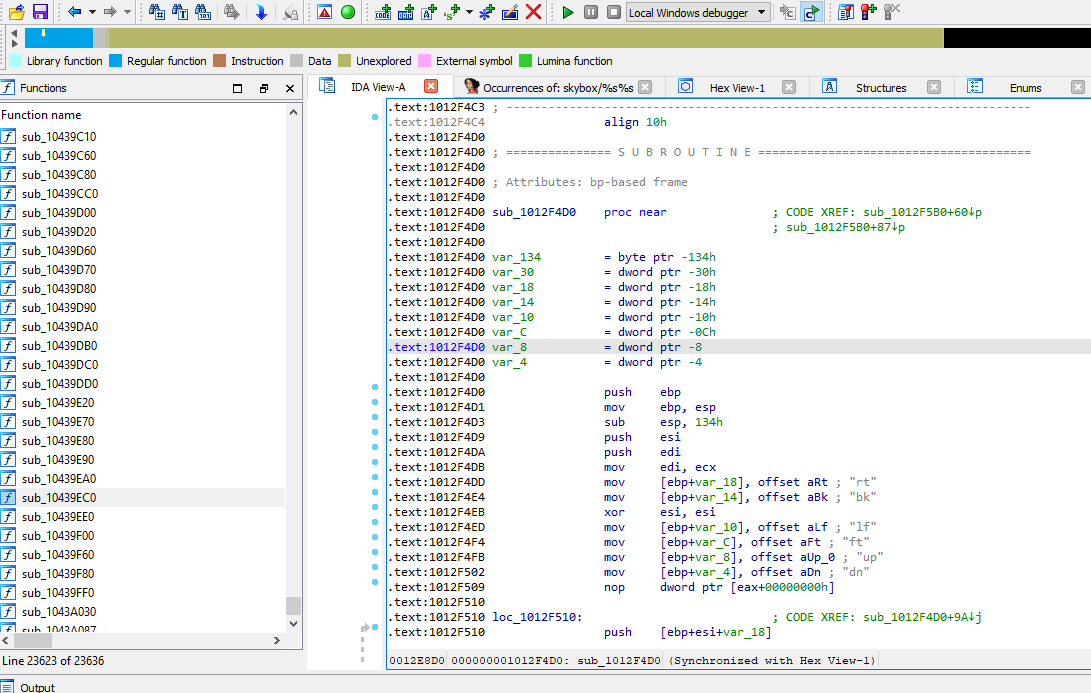 Local Windows debugger
Library function Regular function Instruction Data Unexplored External symbol Lumina function
Functions
IDA View-A Occurrences of: skybox/%s%s Hex View-1 Structures Enums
Function name
sub_10439C10
sub_10439C60
sub_10439C80
sub_10439CC0
sub_10439D00
sub_10439D20
sub_10439D60
sub_10439D70
sub_10439D80
sub_10439D90
sub_10439DA0
sub_10439DB0
sub_10439DC0
sub_10439DD0
sub_10439E20
sub_10439E70
sub_10439E80
sub_10439E90
sub_10439EA0
sub_10439EC0
sub_10439EE0
sub_10439F00
sub_10439F60
sub_10439F80
sub_10439FF0
sub_1043A030
sub_1043A087
Line 23623 of 23636
.text:1012F4C3 ; ---------------------------------------------------------------------------
.text:1012F4C4 align 10h
.text:1012F4D0
.text:1012F4D0 ; =============== S U B R O U T I N E =======================================
.text:1012F4D0
.text:1012F4D0 ; Attributes: bp-based frame
.text:1012F4D0
.text:1012F4D0 sub_1012F4D0 proc near ; CODE XREF: sub_1012F5B0+60↓p
.text:1012F4D0 ; sub_1012F5B0+87↓p
.text:1012F4D0
.text:1012F4D0 var_134 = byte ptr -134h
.text:1012F4D0 var_30 = dword ptr -30h
.text:1012F4D0 var_18 = dword ptr -18h
.text:1012F4D0 var_14 = dword ptr -14h
.text:1012F4D0 var_10 = dword ptr -10h
.text:1012F4D0 var_C = dword ptr -0Ch
.text:1012F4D0 var_8 = dword ptr -8
.text:1012F4D0 var_4 = dword ptr -4
.text:1012F4D0
.text:1012F4D0 push ebp
.text:1012F4D1 mov ebp, esp
.text:1012F4D3 sub esp, 134h
.text:1012F4D9 push esi
.text:1012F4DA push edi
.text:1012F4DB mov edi, ecx
.text:1012F4DD mov [ebp+var_18], offset aRt ; "rt"
.text:1012F4E4 mov [ebp+var_14], offset aBk ; "bk"
.text:1012F4EB xor esi, esi
.text:1012F4ED mov [ebp+var_10], offset aLf ; "lf"
.text:1012F4F4 mov [ebp+var_C], offset aFt ; "ft"
.text:1012F4FB mov [ebp+var_8], offset aUp_0 ; "up"
.text:1012F502 mov [ebp+var_4], offset aDn ; "dn"
.text:1012F509 nop dword ptr [eax+00000000h]
.text:1012F510
.text:1012F510 loc_1012F510: ; CODE XREF: sub_1012F4D0+9A↓j
.text:1012F510 push [ebp+esi+var_18]
0012E8D0 000000001012F4D0: sub_1012F4D0 (Synchronized with Hex View-1)
Output